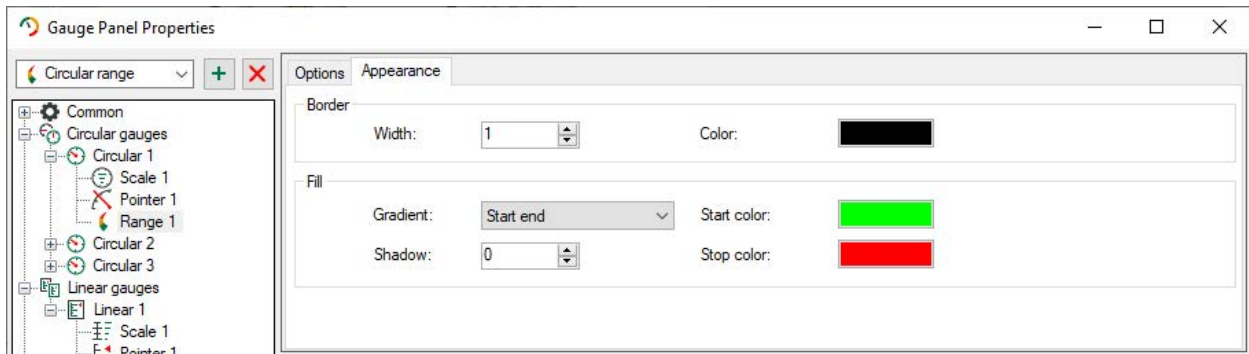 Gauge Panel Properties
Circular range
Options
Appearance
Common
Circular gauges
Circular 1
Scale 1
Pointer 1
Range 1
Circular 2
Circular 3
Linear gauges
Linear 1
Scale 1
Pointer 1
Border
Width:
1
Color:
Fill
Gradient:
Start end
Start color:
Shadow:
0
Stop color: